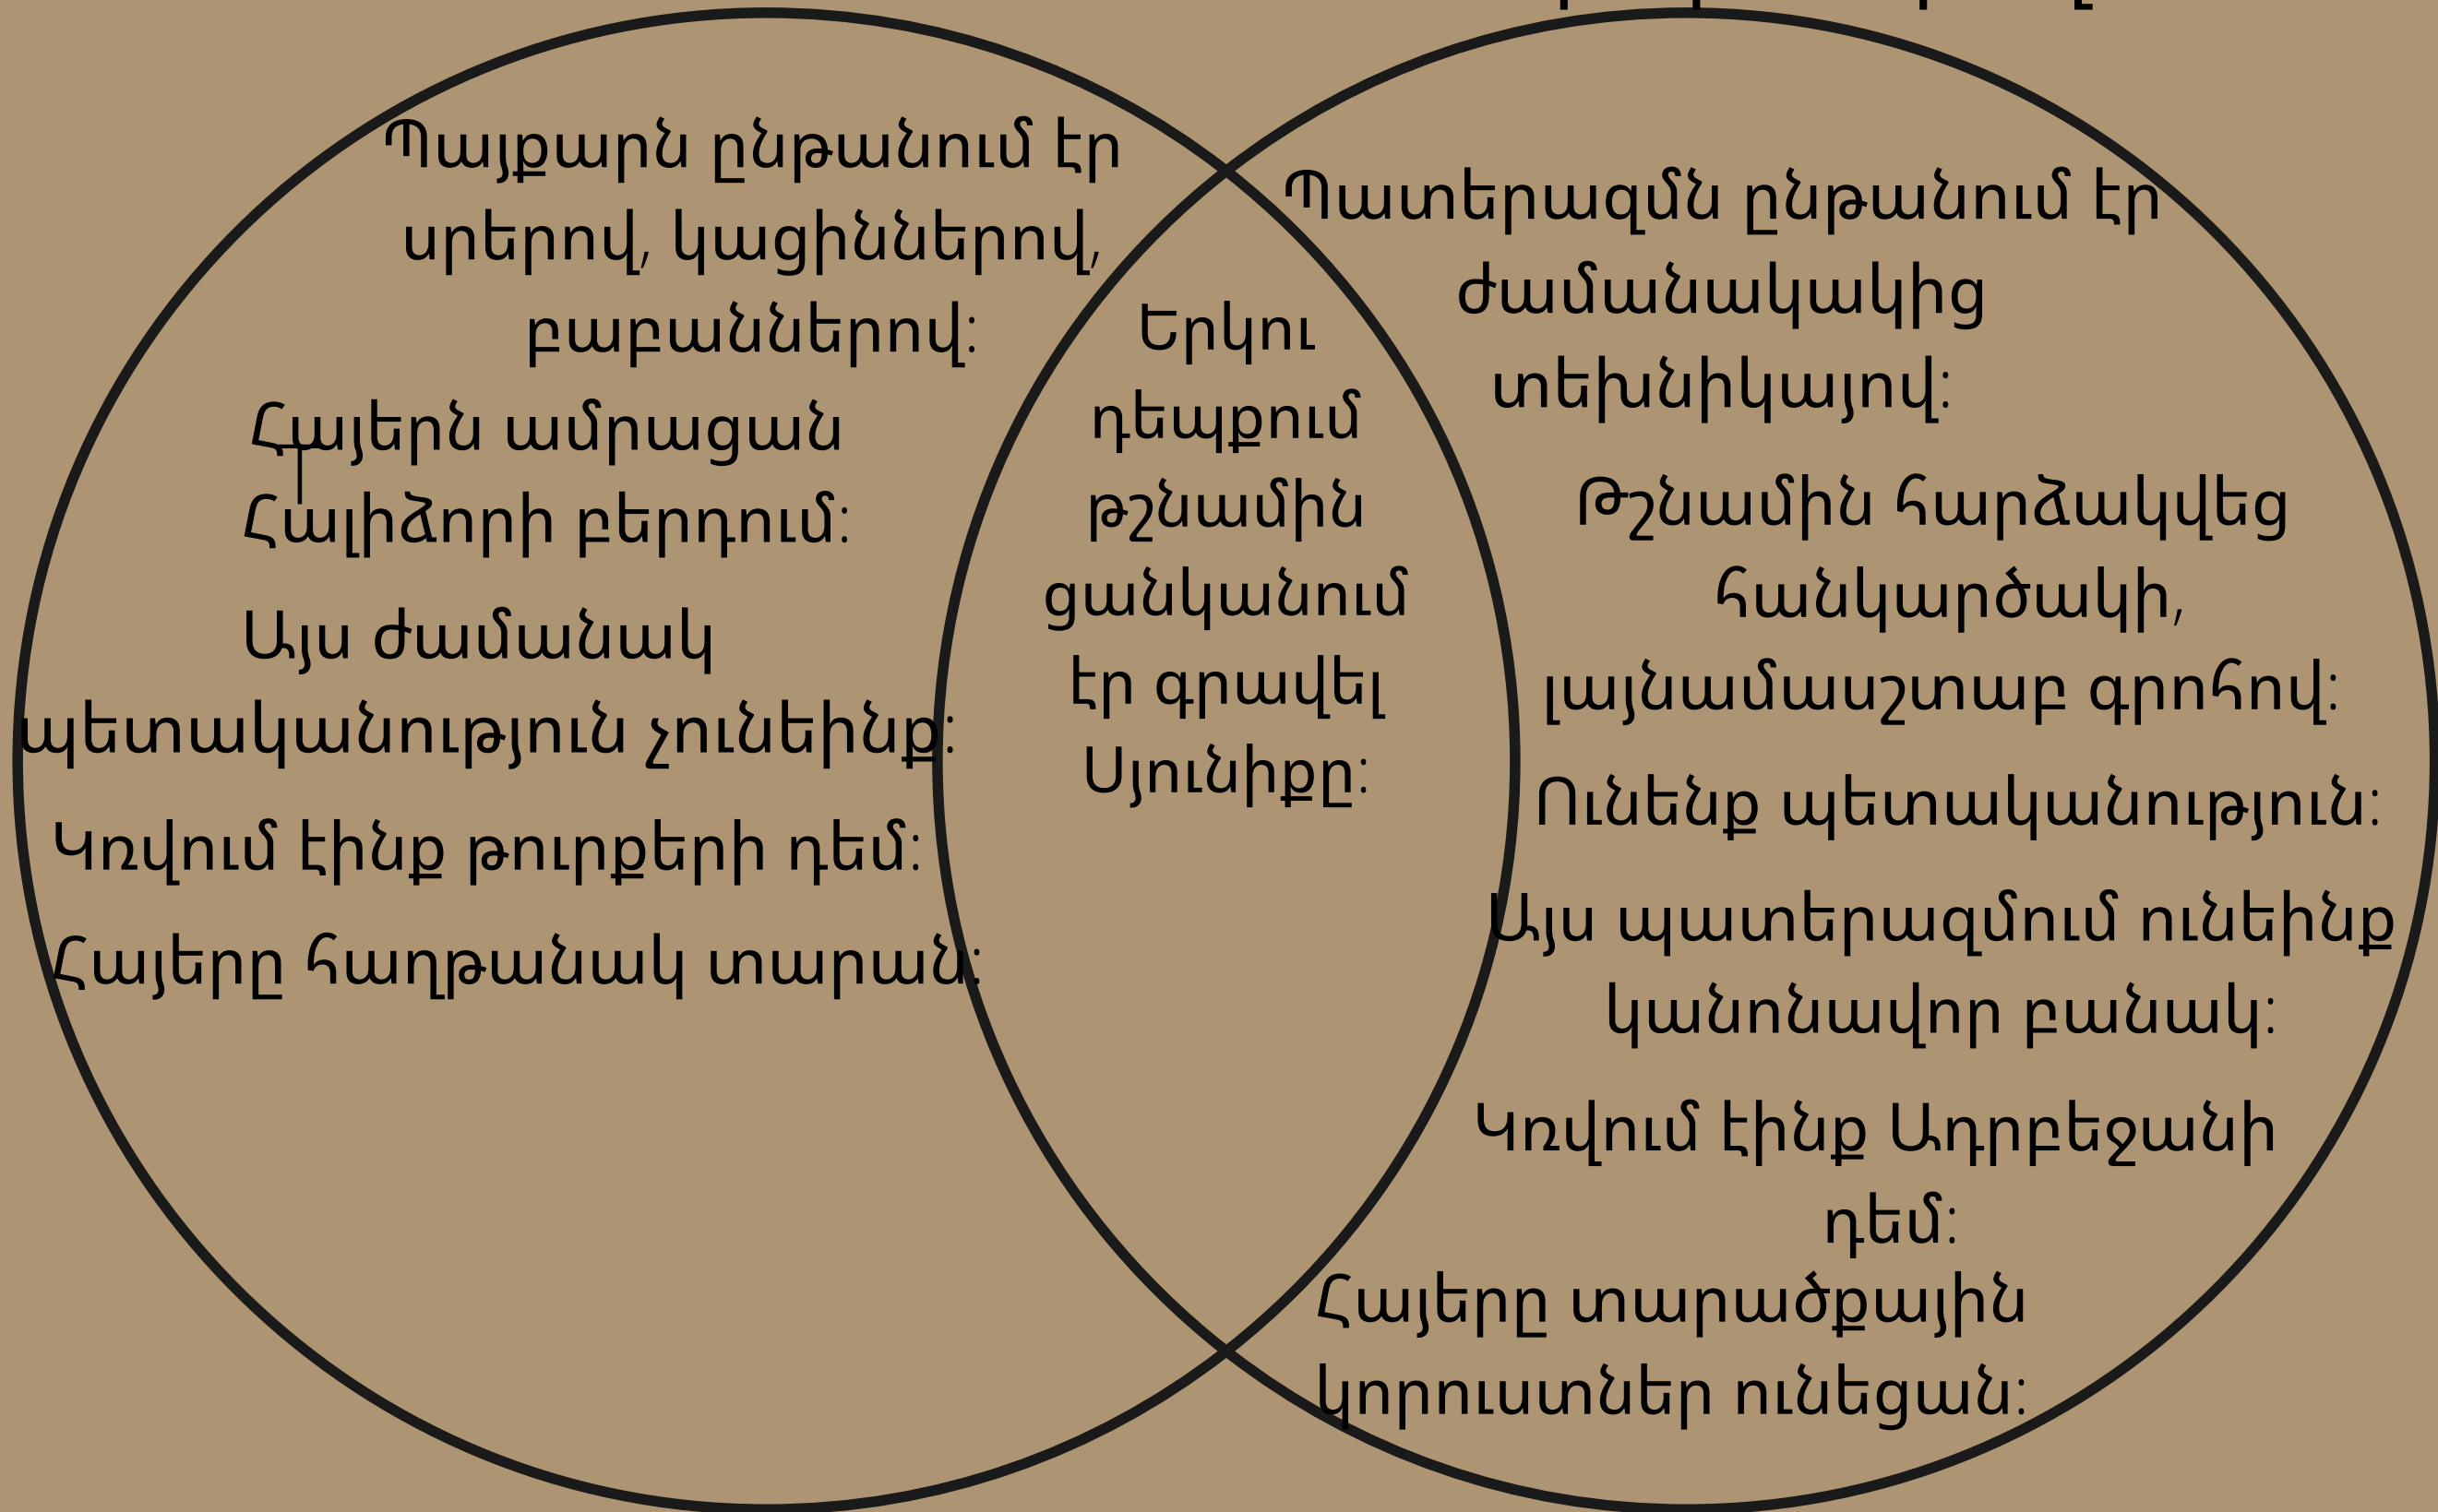 Պայքարն ընթանում էր
սրերով, կացիններով,
բաբաններով:
Հայերն ամրացան
Հալիձորի բերդում:
Այս ժամանակ
պետականություն չունեինք:
Կռվում էինք թուրքերի դեմ:
Հայերը հաղթանակ տարան:
Երկու
դեպքում
թշնամին
ցանկանում
էր գրավել
Սյունիքը:
Պատերազմն ընթանում էր
ժամանակակից
տեխնիկայով:
Թշնամին հարձակվեց
հանկարծակի,
լայնամասշտաբ գրոհով:
Ունենք պետականություն:
Այս պատերազմում ունեինք
կանոնավոր բանակ:
Կռվում էինք Ադրբեջանի
դեմ:
Հայերը տարածքային
կորուստներ ունեցան: